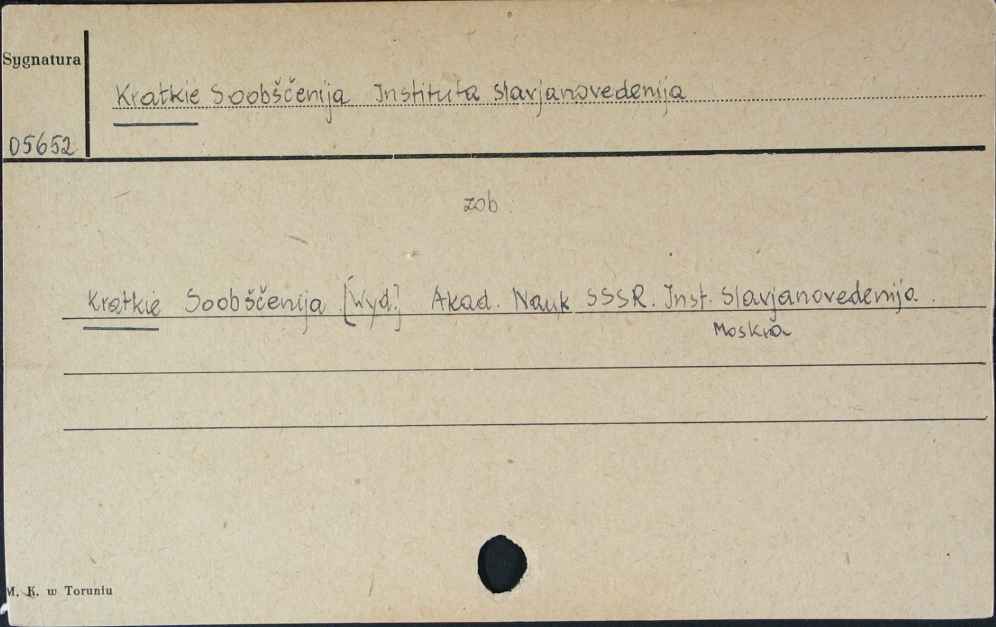 Sygnatura
Kratkie Soobščenija Instituta Slavjanovedenija
05652
zob.
Kratkie Soobščenija [Wyd.] Akad. Nauk SSSR. Inst. Slavjanovedenija.
Moskva
M. K. w Toruniu